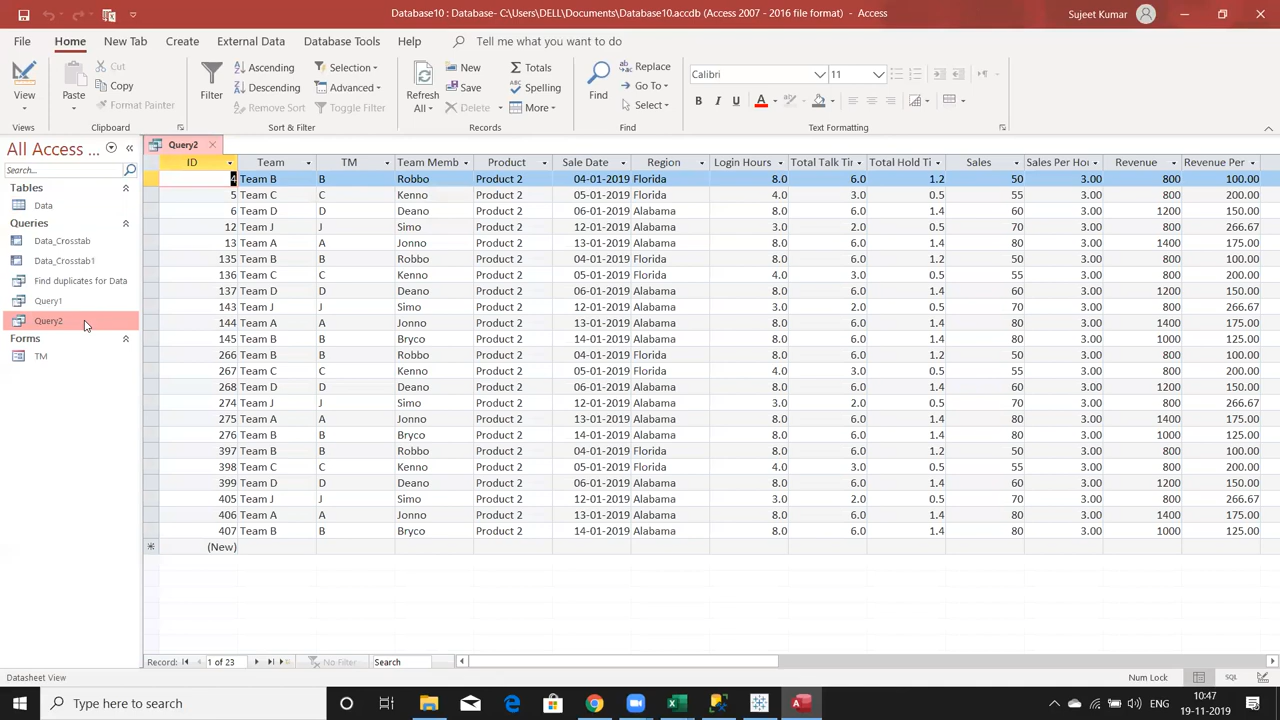 Database10 : Database- C:\Users\DELL\Documents\Database10.accdb (Access 2007 - 2016 file format) - Access
Sujeet Kumar
File Home New Tab Create External Data Database Tools Help Tell me what you want to do
View
Views
Paste
Cut
Copy
Format Painter
Clipboard
Filter
Ascending
Descending
Remove Sort
Selection
Advanced
Toggle Filter
Sort & Filter
Refresh
All
New
Save
Delete
Totals
Spelling
More
Records
Find
Replace
Go To
Select
Find
Calibri
11
B I U A
Text Formatting
All Access ...
Search...
Tables
Data
Queries
Data_Crosstab
Data_Crosstab1
Find duplicates for Data
Query1
Query2
Forms
TM
Query2
ID Team TM Team Memb Product Sale Date Region Login Hours Total Talk Tir Total Hold Ti Sales Sales Per Hou Revenue Revenue Per
4 Team B B Robbo Product 2 04-01-2019 Florida 8.0 6.0 1.2 50 3.00 800 100.00
5 Team C C Kenno Product 2 05-01-2019 Florida 4.0 3.0 0.5 55 3.00 800 200.00
6 Team D D Deano Product 2 06-01-2019 Alabama 8.0 6.0 1.4 60 3.00 1200 150.00
12 Team J J Simo Product 2 12-01-2019 Alabama 3.0 2.0 0.5 70 3.00 800 266.67
13 Team A A Jonno Product 2 13-01-2019 Alabama 8.0 6.0 1.4 80 3.00 1400 175.00
135 Team B B Robbo Product 2 04-01-2019 Florida 8.0 6.0 1.2 50 3.00 800 100.00
136 Team C C Kenno Product 2 05-01-2019 Florida 4.0 3.0 0.5 55 3.00 800 200.00
137 Team D D Deano Product 2 06-01-2019 Alabama 8.0 6.0 1.4 60 3.00 1200 150.00
143 Team J J Simo Product 2 12-01-2019 Alabama 3.0 2.0 0.5 70 3.00 800 266.67
144 Team A A Jonno Product 2 13-01-2019 Alabama 8.0 6.0 1.4 80 3.00 1400 175.00
145 Team B B Bryco Product 2 14-01-2019 Alabama 8.0 6.0 1.4 80 3.00 1000 125.00
266 Team B B Robbo Product 2 04-01-2019 Florida 8.0 6.0 1.2 50 3.00 800 100.00
267 Team C C Kenno Product 2 05-01-2019 Florida 4.0 3.0 0.5 55 3.00 800 200.00
268 Team D D Deano Product 2 06-01-2019 Alabama 8.0 6.0 1.4 60 3.00 1200 150.00
274 Team J J Simo Product 2 12-01-2019 Alabama 3.0 2.0 0.5 70 3.00 800 266.67
275 Team A A Jonno Product 2 13-01-2019 Alabama 8.0 6.0 1.4 80 3.00 1400 175.00
276 Team B B Bryco Product 2 14-01-2019 Alabama 8.0 6.0 1.4 80 3.00 1000 125.00
397 Team B B Robbo Product 2 04-01-2019 Florida 8.0 6.0 1.2 50 3.00 800 100.00
398 Team C C Kenno Product 2 05-01-2019 Florida 4.0 3.0 0.5 55 3.00 800 200.00
399 Team D D Deano Product 2 06-01-2019 Alabama 8.0 6.0 1.4 60 3.00 1200 150.00
405 Team J J Simo Product 2 12-01-2019 Alabama 3.0 2.0 0.5 70 3.00 800 266.67
406 Team A A Jonno Product 2 13-01-2019 Alabama 8.0 6.0 1.4 80 3.00 1400 175.00
407 Team B B Bryco Product 2 14-01-2019 Alabama 8.0 6.0 1.4 80 3.00 1000 125.00
(New)
Record: 1 of 23 No Filter Search
Datasheet View
Num Lock
SQL
Type here to search
ENG
10:47
19-11-2019